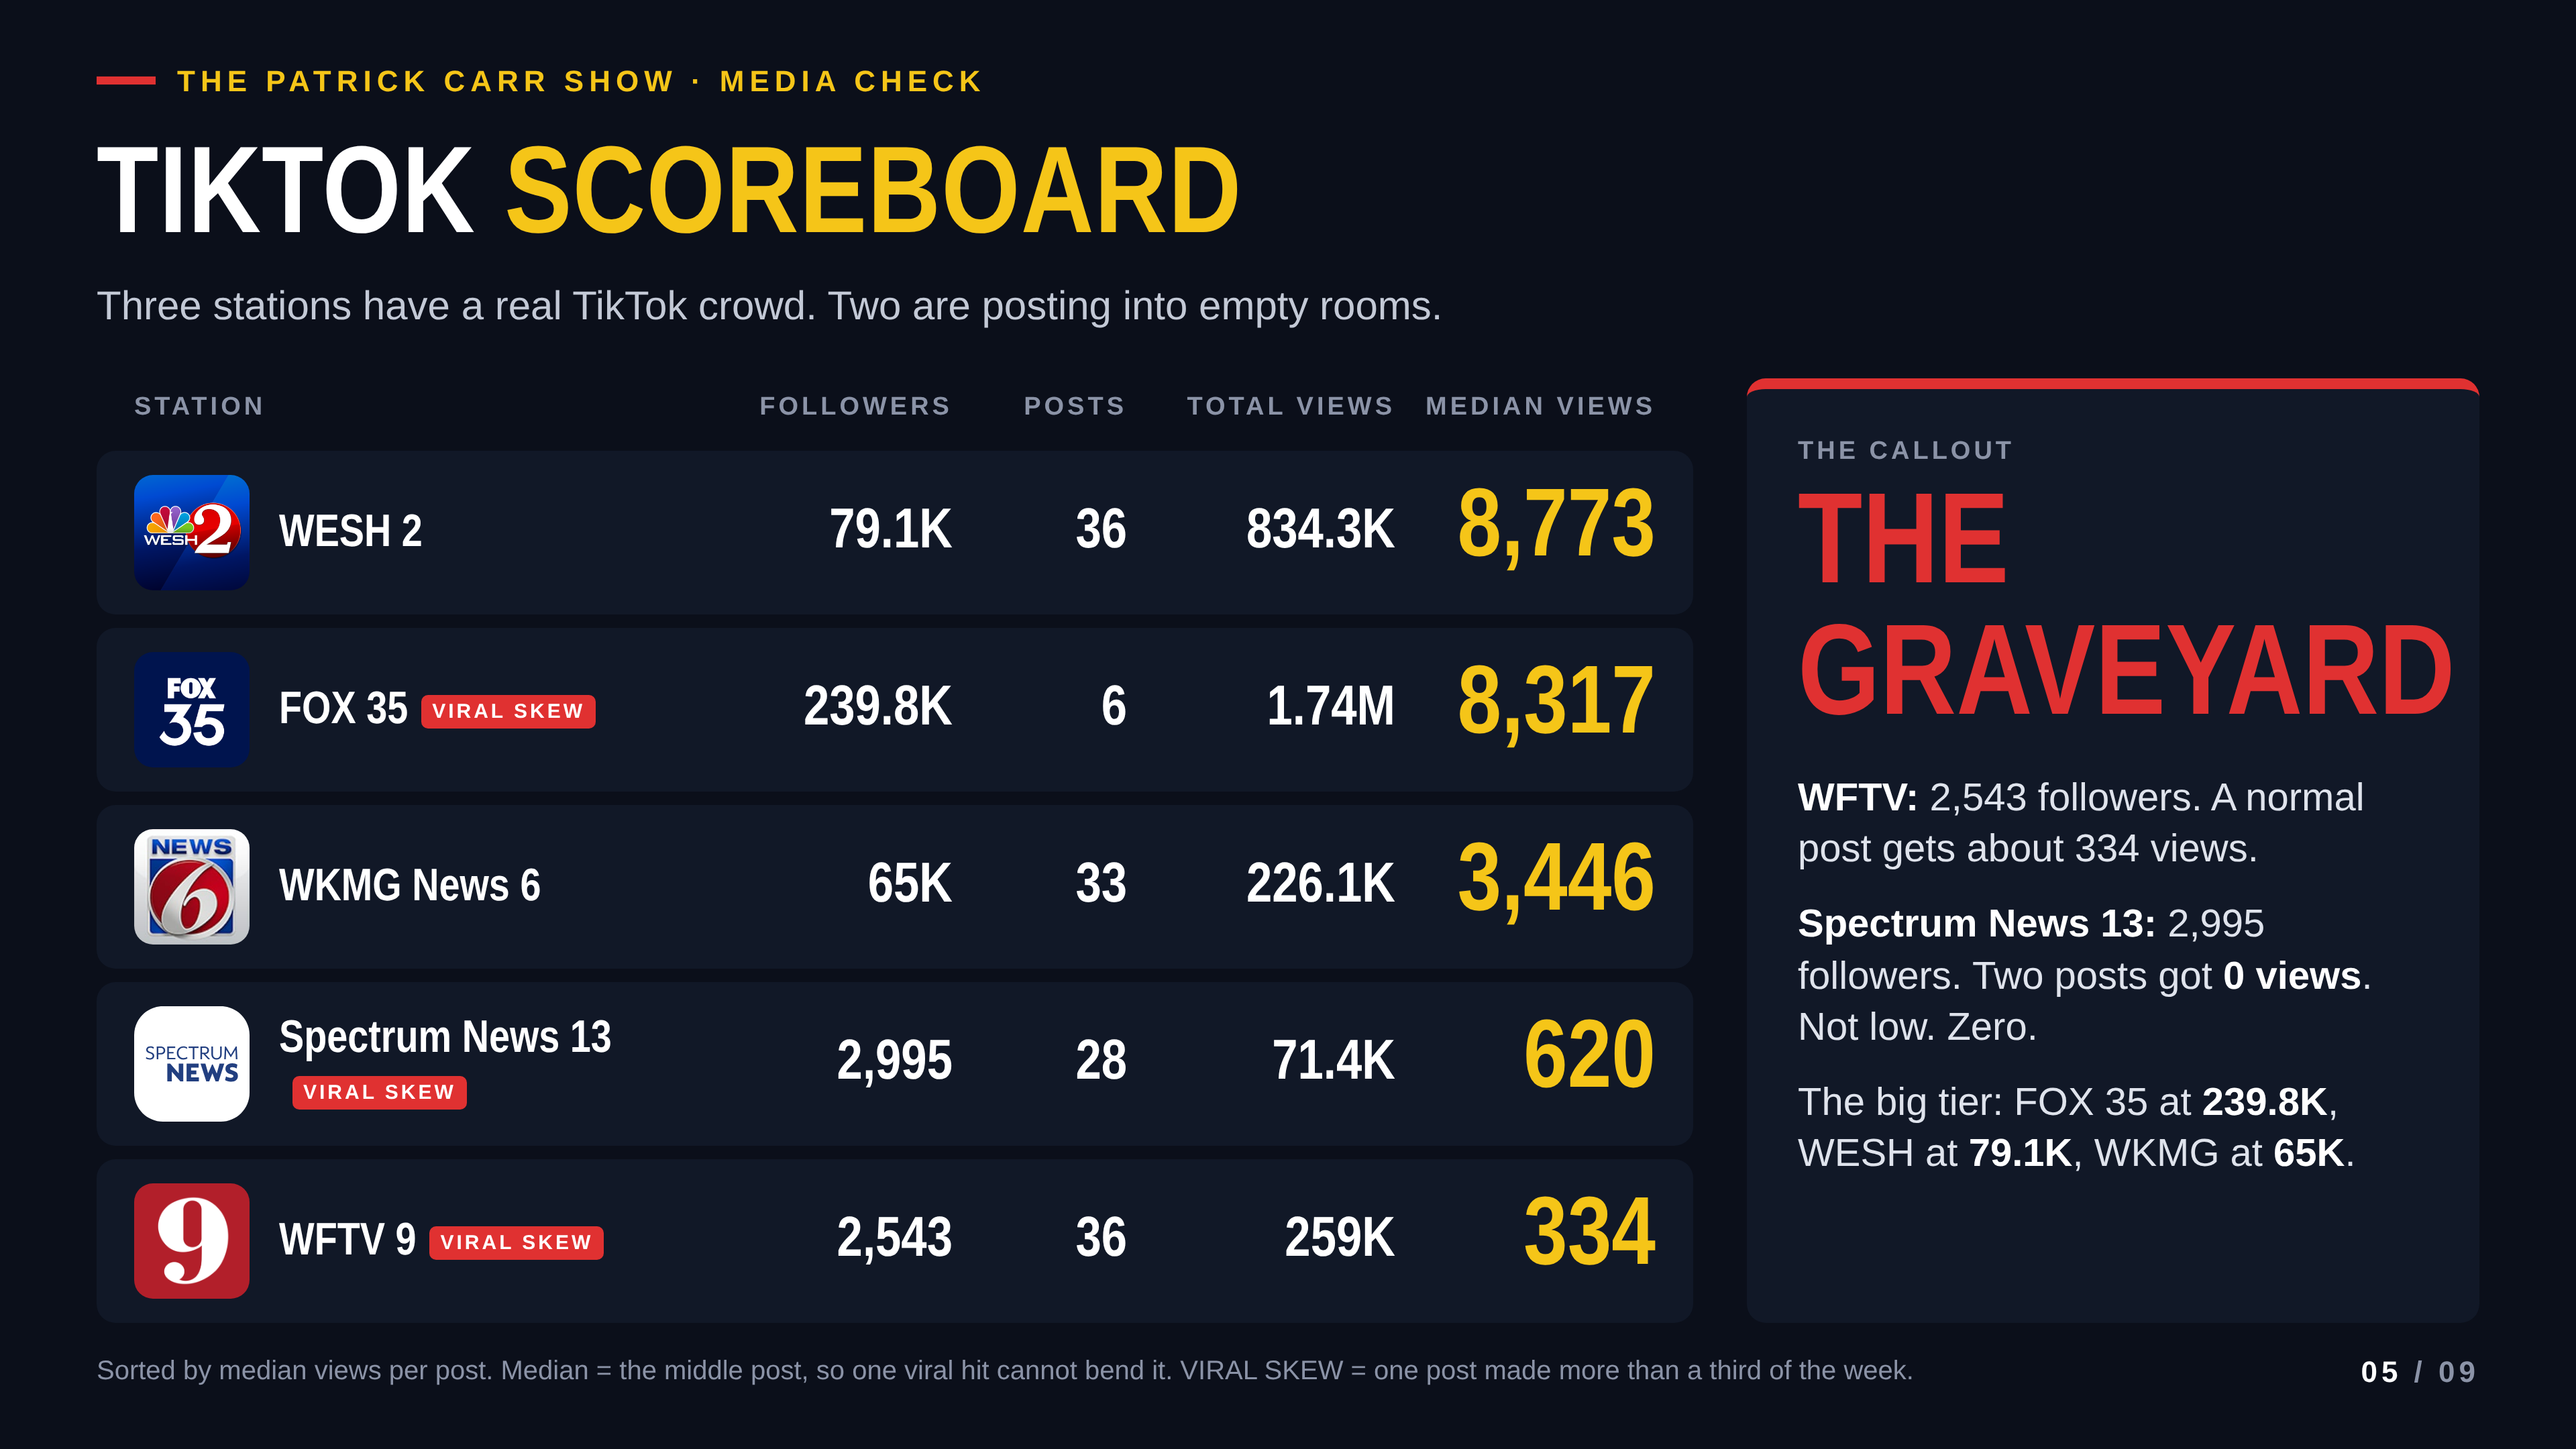 THE PATRICK CARR SHOW · MEDIA CHECK
TIKTOK SCOREBOARD
Three stations have a real TikTok crowd. Two are posting into empty rooms.
STATION FOLLOWERS POSTS TOTAL VIEWS MEDIAN VIEWS
WESH 2 WESH 2 79.1K 36 834.3K 8,773
FOX 35 FOX 35 VIRAL SKEW 239.8K 6 1.74M 8,317
NEWS 6 WKMG News 6 65K 33 226.1K 3,446
SPECTRUM NEWS Spectrum News 13 2,995 28 71.4K 620
VIRAL SKEW
9 WFTV 9 VIRAL SKEW 2,543 36 259K 334
THE CALLOUT
THE
GRAVEYARD
WFTV: 2,543 followers. A normal
post gets about 334 views.
Spectrum News 13: 2,995
followers. Two posts got 0 views.
Not low. Zero.
The big tier: FOX 35 at 239.8K,
WESH at 79.1K, WKMG at 65K.
Sorted by median views per post. Median = the middle post, so one viral hit cannot bend it. VIRAL SKEW = one post made more than a third of the week.
05 / 09